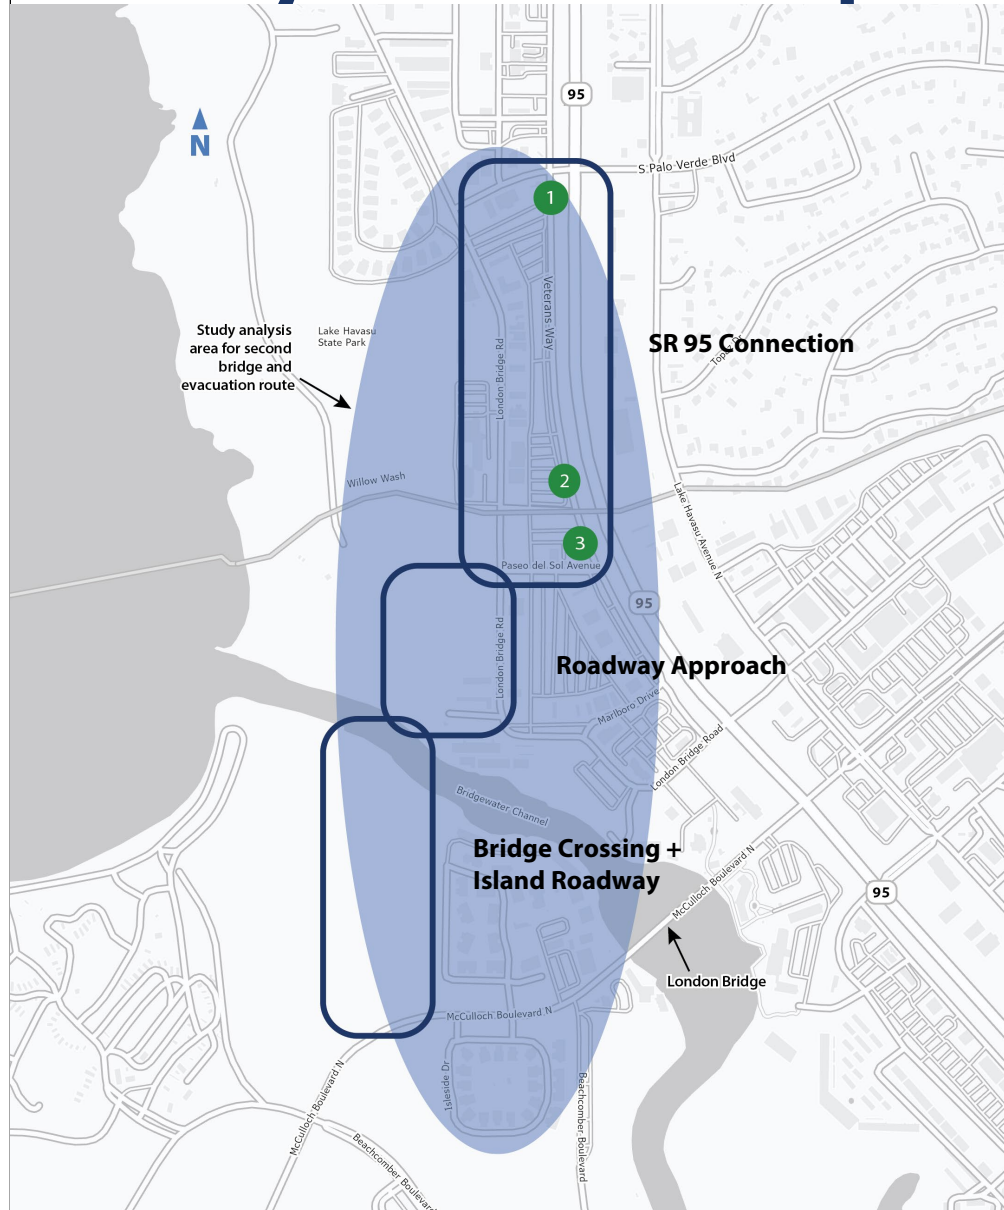 95
N
S Palo Verde Blvd
1
Veterans Way
Study analysis
area for second
bridge and
evacuation route
Lake Havasu
State Park
London Bridge Rd
SR 95 Connection
Topaz Dr
Willow Wash
2
Lake Havasu Avenue N
3
Paseo del Sol Avenue
95
London Bridge Rd
Roadway Approach
Marlboro Drive
London Bridge Road
Bridgewater Channel
Bridge Crossing +
Island Roadway
McCulloch Boulevard N
95
London Bridge
McCulloch Boulevard N
Isleside Dr
McCulloch Boulevard N
Beachcomber Boulevard
Beachcomber Boulevard